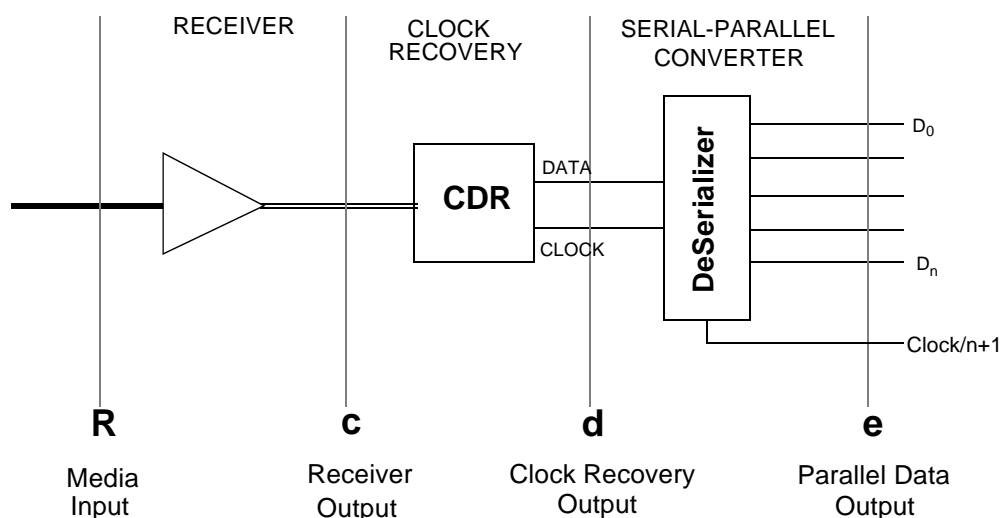 RECEIVER
CLOCK
RECOVERY
SERIAL-PARALLEL
CONVERTER
CDR
DATA
CLOCK
DeSerializer
D0
Dn
Clock/n+1
R
c
d
e
Media
Input
Receiver
Output
Clock Recovery
Output
Parallel Data
Output